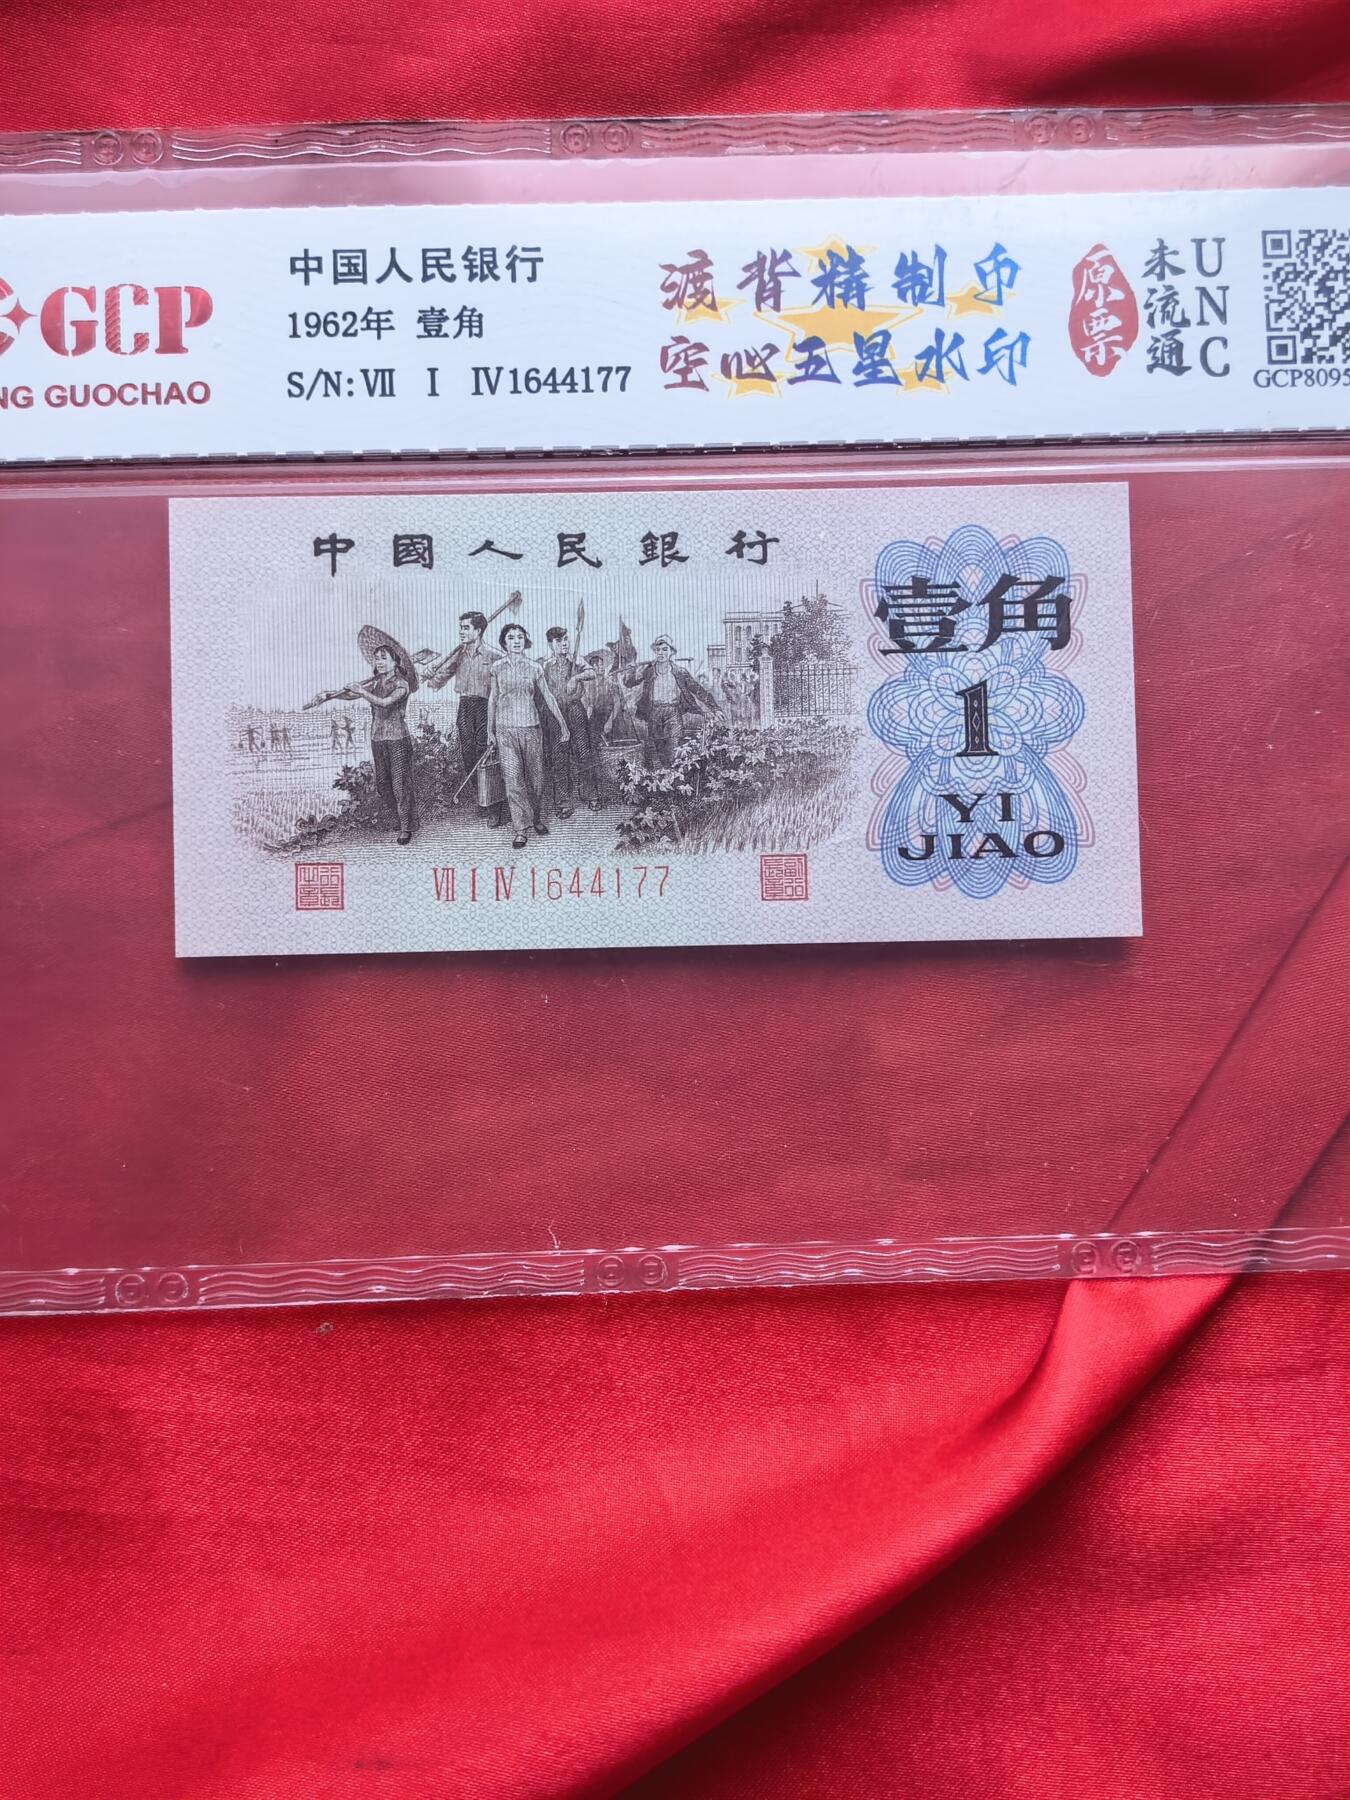 GCP
NG GUOCHAO
中国人民银行
1962年 壹角
S/N: Ⅶ Ⅰ Ⅳ1644177
渡背精制币
空心五星水印
原票
未流通
UNC
GCP8095
中國人民銀行
壹角
1
YI
JIAO
Ⅶ Ⅰ Ⅳ 1644177